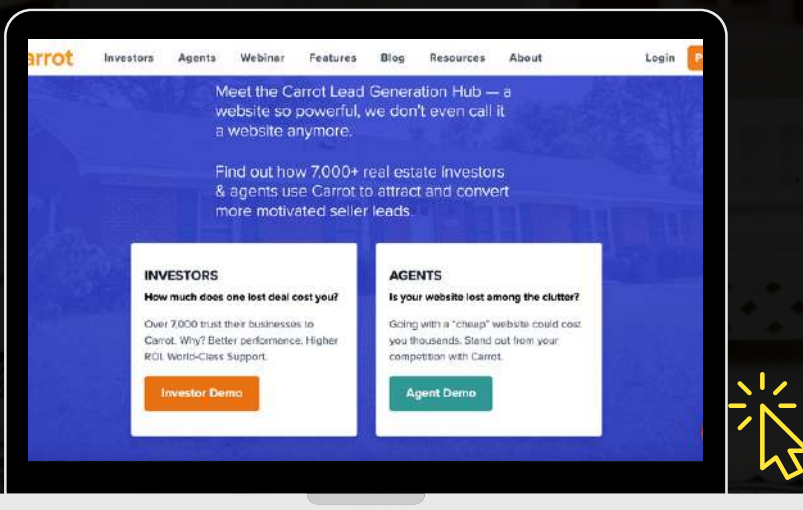 arrot Investors Agents Webinar Features Blog Resources About Login P
Meet the Carrot Lead Generation Hub — a
website so powerful, we don't even call it
a website anymore.
Find out how 7,000+ real estate investors
& agents use Carrot to attract and convert
more motivated seller leads.
INVESTORS
How much does one lost deal cost you?
Over 7,000 trust their businesses to
Carrot. Why? Better performance. Higher
ROI. World-Class Support.
Investor Demo
AGENTS
Is your website lost among the clutter?
Going with a "cheap" website could cost
you thousands. Stand out from your
competition with Carrot.
Agent Demo